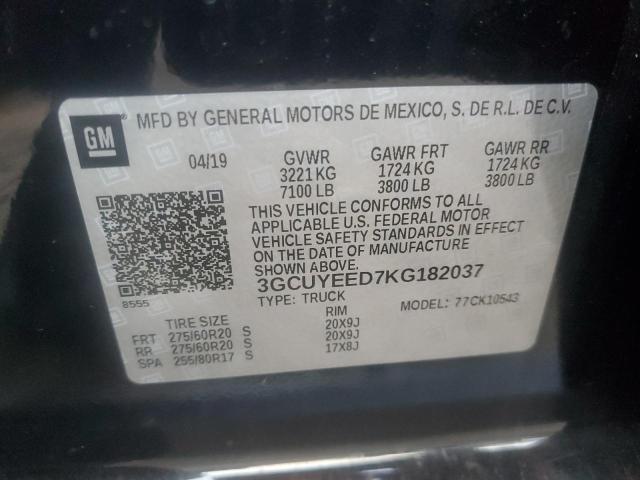 GM
MFD BY GENERAL MOTORS DE MEXICO, S. DE R.L. DE C.V.
04/19 GVWR GAWR FRT GAWR RR
3221 KG 1724 KG 1724 KG
7100 LB 3800 LB 3800 LB
THIS VEHICLE CONFORMS TO ALL
APPLICABLE U.S. FEDERAL MOTOR
VEHICLE SAFETY STANDARDS IN EFFECT
ON THE DATE OF MANUFACTURE
SHOWN ABOVE.
8555
3GCUYEED7KG182037
TYPE: TRUCK MODEL: 77CK10543
TIRE SIZE RIM
FRT 275/60R20 S 20X9J
RR 275/60R20 S 20X9J
SPA 255/80R17 S 17X8J